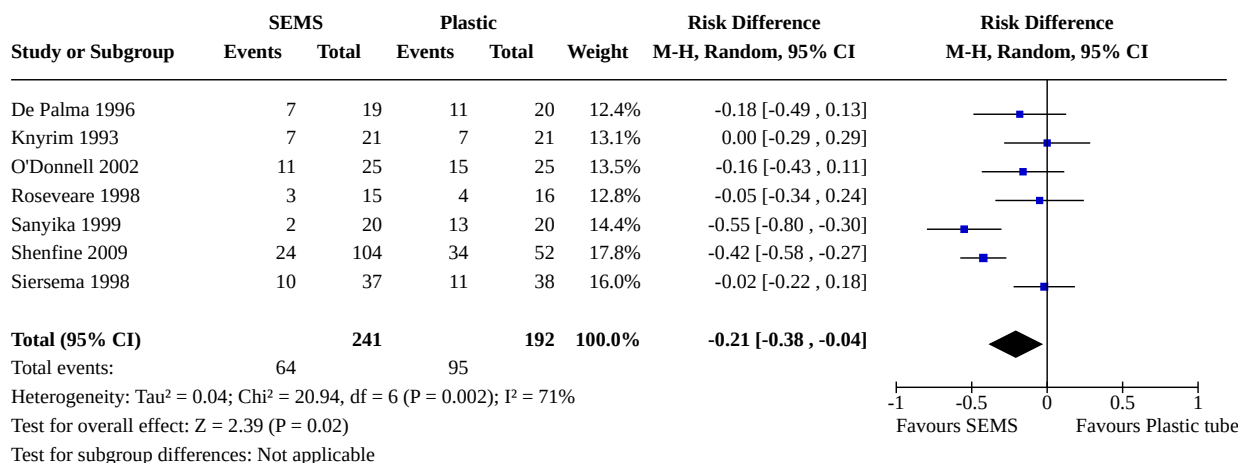 SEMS Plastic Risk Difference Risk Difference
Study or Subgroup Events Total Events Total Weight M-H, Random, 95% CI M-H, Random, 95% CI
De Palma 1996 7 19 11 20 12.4% -0.18 [-0.49 , 0.13]
Knyrim 1993 7 21 7 21 13.1% 0.00 [-0.29 , 0.29]
O'Donnell 2002 11 25 15 25 13.5% -0.16 [-0.43 , 0.11]
Roseveare 1998 3 15 4 16 12.8% -0.05 [-0.34 , 0.24]
Sanyika 1999 2 20 13 20 14.4% -0.55 [-0.80 , -0.30]
Shenfine 2009 24 104 34 52 17.8% -0.42 [-0.58 , -0.27]
Siersema 1998 10 37 11 38 16.0% -0.02 [-0.22 , 0.18]
Total (95% CI) 241 192 100.0% -0.21 [-0.38 , -0.04]
Total events: 64 95
Heterogeneity: Tau² = 0.04; Chi² = 20.94, df = 6 (P = 0.002); I² = 71%
-1 -0.5 0 0.5 1
Test for overall effect: Z = 2.39 (P = 0.02) Favours SEMS Favours Plastic tube
Test for subgroup differences: Not applicable